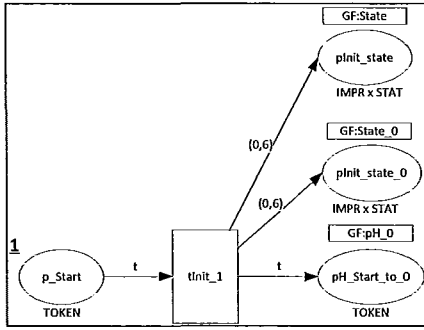 GF:State
pInit_state
IMPR x STAT
(0,6)
GF:State_0
pInit_state_0
(0,6)
IMPR x STAT
1
GF:pH_0
p_Start
t
tInit_1
t
pH_Start_to_0
TOKEN
TOKEN